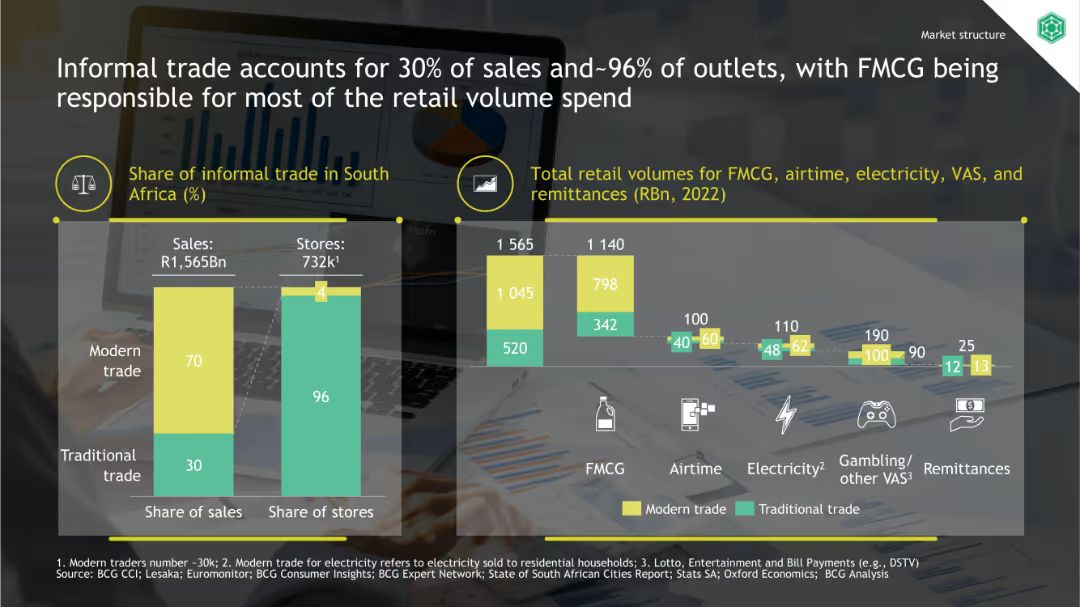 Market structure
Informal trade accounts for 30% of sales and~96% of outlets, with FMCG being
responsible for most of the retail volume spend
Share of informal trade in South
Africa (%)
Sales:
R1,565Bn
Stores:
732k¹
4
Modern
trade
70
96
Traditional
trade
30
Share of sales
Share of stores
Total retail volumes for FMCG, airtime, electricity, VAS, and
remittances (RBn, 2022)
1 565
1 140
1 045
798
520
342
100
40
60
110
48
62
190
100
90
25
12
13
FMCG
Airtime
Electricity²
Gambling/
other VAS³
Remittances
Modern trade
Traditional trade
1. Modern traders number ~30k; 2. Modern trade for electricity refers to electricity sold to residential households; 3. Lotto, Entertainment and Bill Payments (e.g., DSTV)
Source: BCG CCI; Lesaka; Euromonitor; BCG Consumer Insights; BCG Expert Network; State of South African Cities Report; Stats SA; Oxford Economics; BCG Analysis